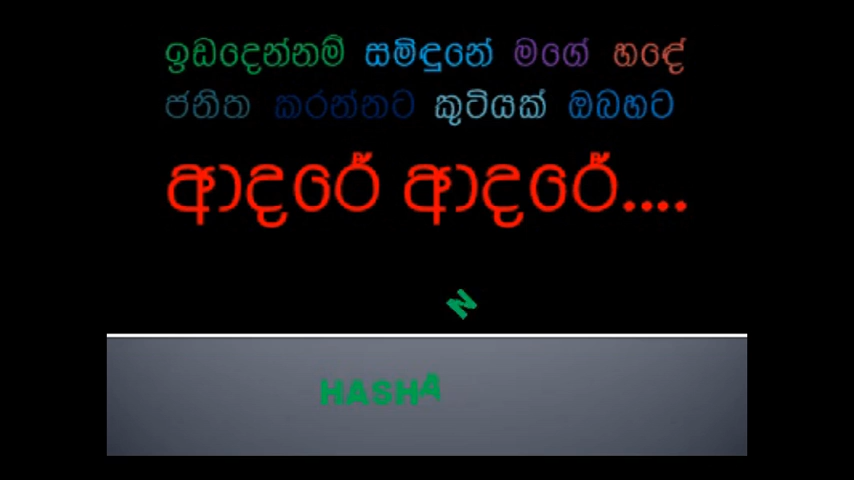 ඉඩදෙන්නම් සමිඳුනේ මගේ හදේ
ජනිත කරන්නට කුටියක් ඔබහට
ආදරේ ආදරේ....
N
HASHA